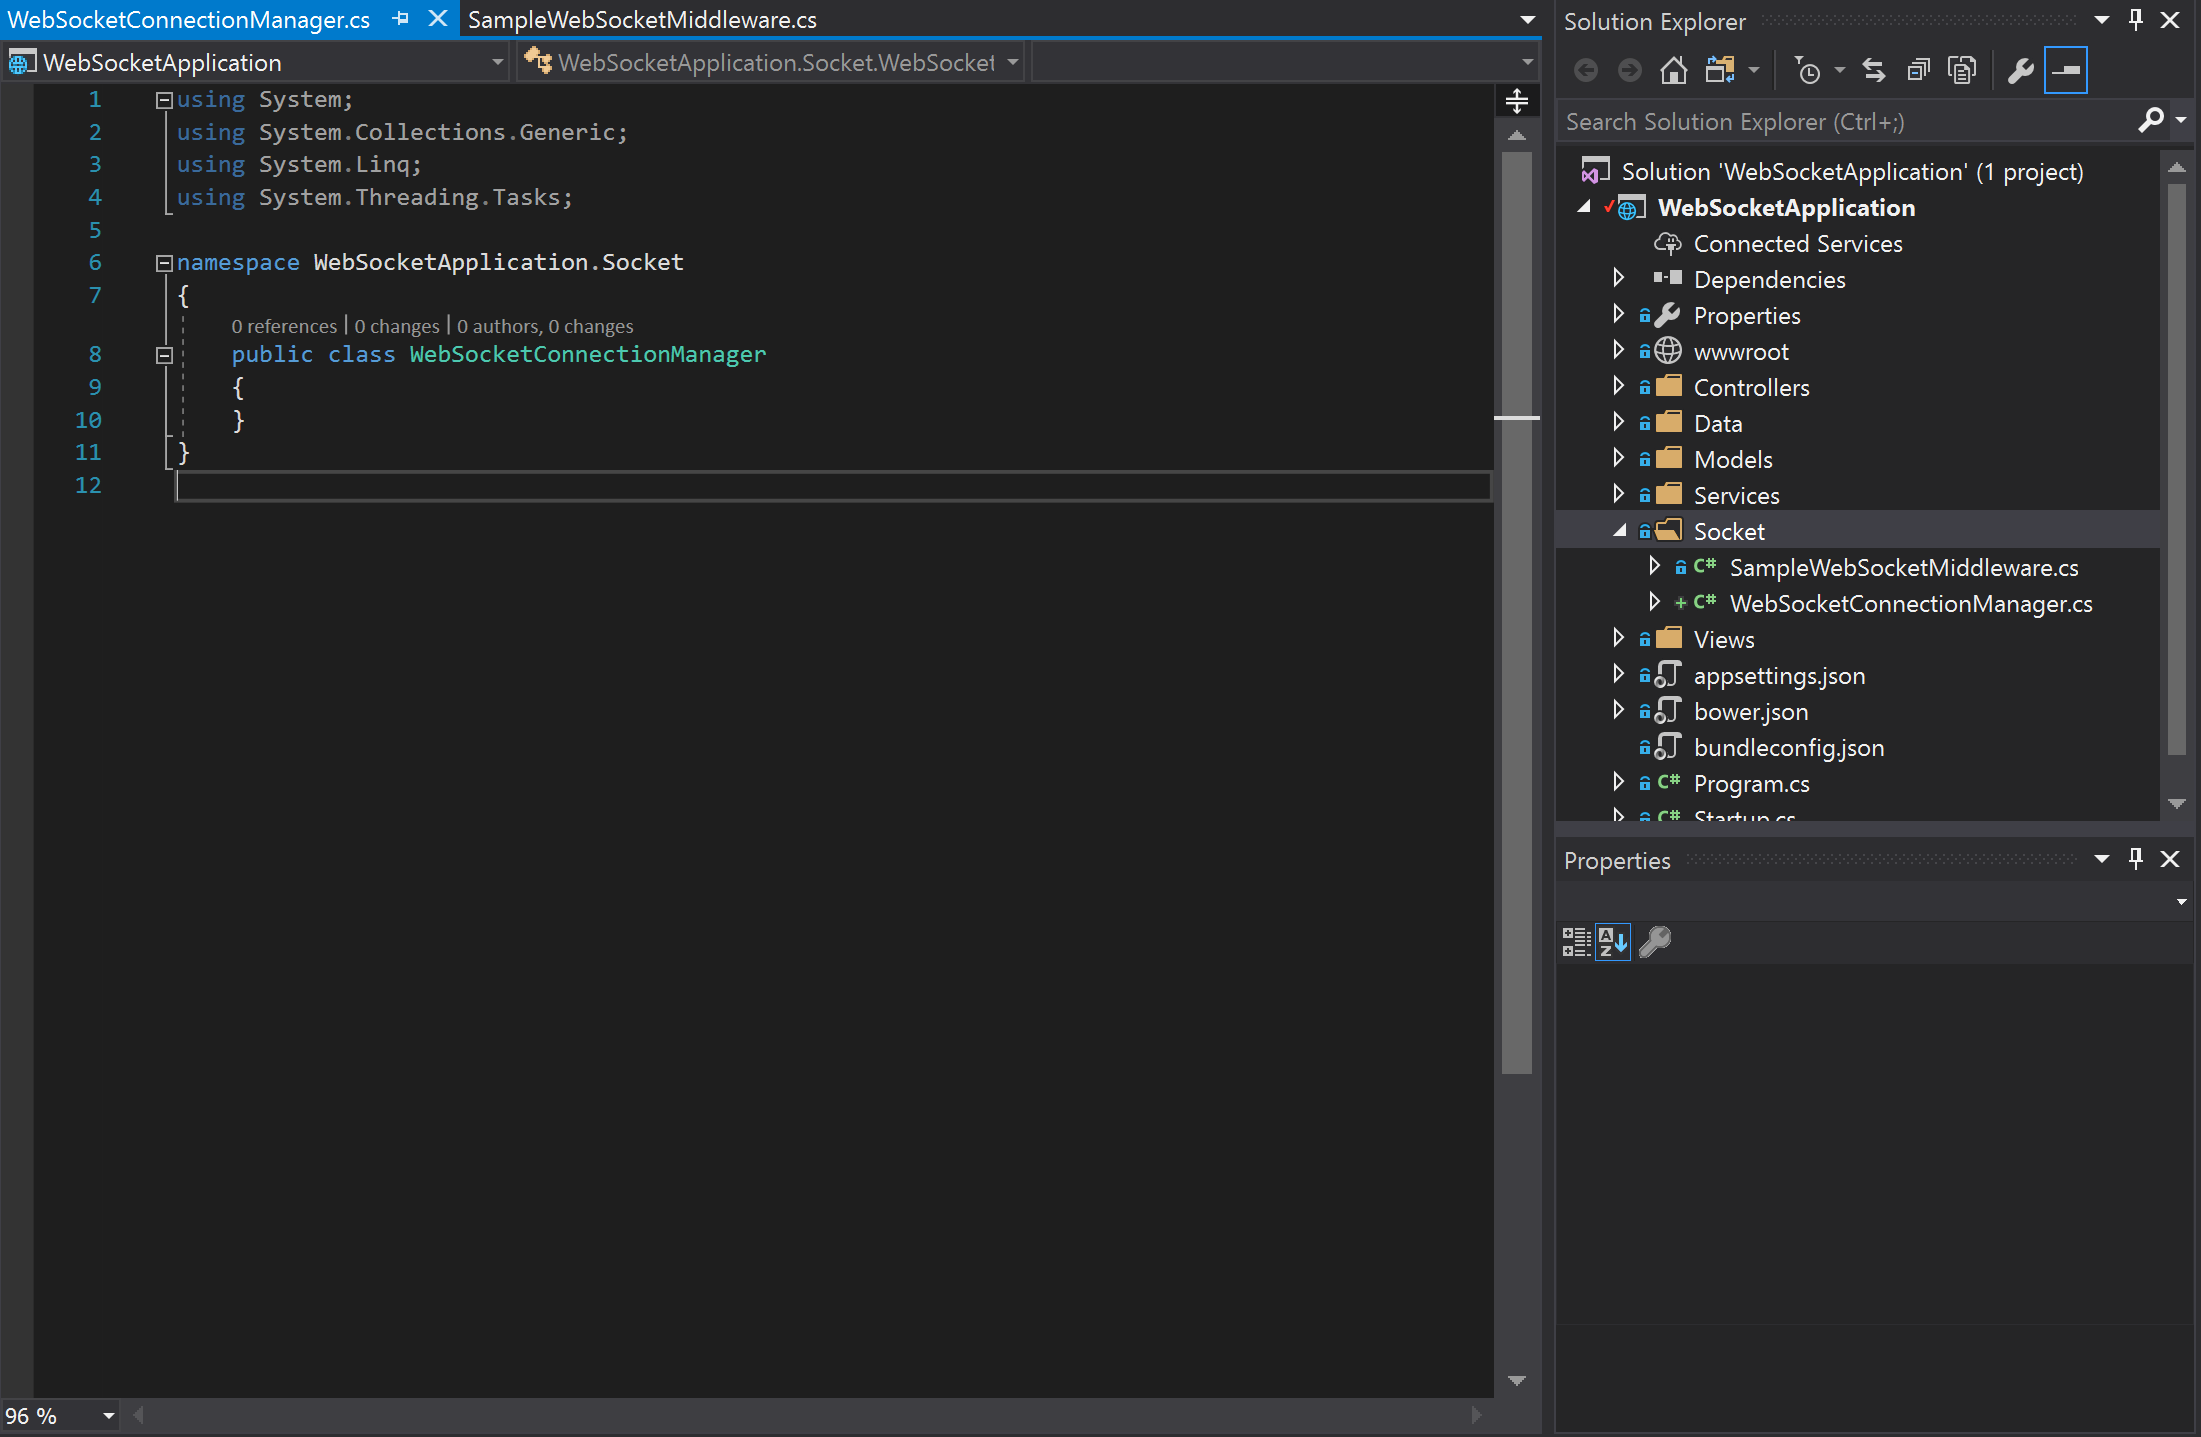 WebSocketConnectionManager.cs
SampleWebSocketMiddleware.cs
WebSocketApplication
WebSocketApplication.Socket.WebSocket
1 using System;
2 using System.Collections.Generic;
3 using System.Linq;
4 using System.Threading.Tasks;
5
6 namespace WebSocketApplication.Socket
7 {
0 references | 0 changes | 0 authors, 0 changes
8 public class WebSocketConnectionManager
9 {
10 }
11 }
12
96 %
Solution Explorer
Search Solution Explorer (Ctrl+;)
Solution 'WebSocketApplication' (1 project)
WebSocketApplication
Connected Services
Dependencies
Properties
wwwroot
Controllers
Data
Models
Services
Socket
C# SampleWebSocketMiddleware.cs
+ C# WebSocketConnectionManager.cs
Views
appsettings.json
bower.json
bundleconfig.json
C# Program.cs
C# Startup.cs
Properties
A
Z